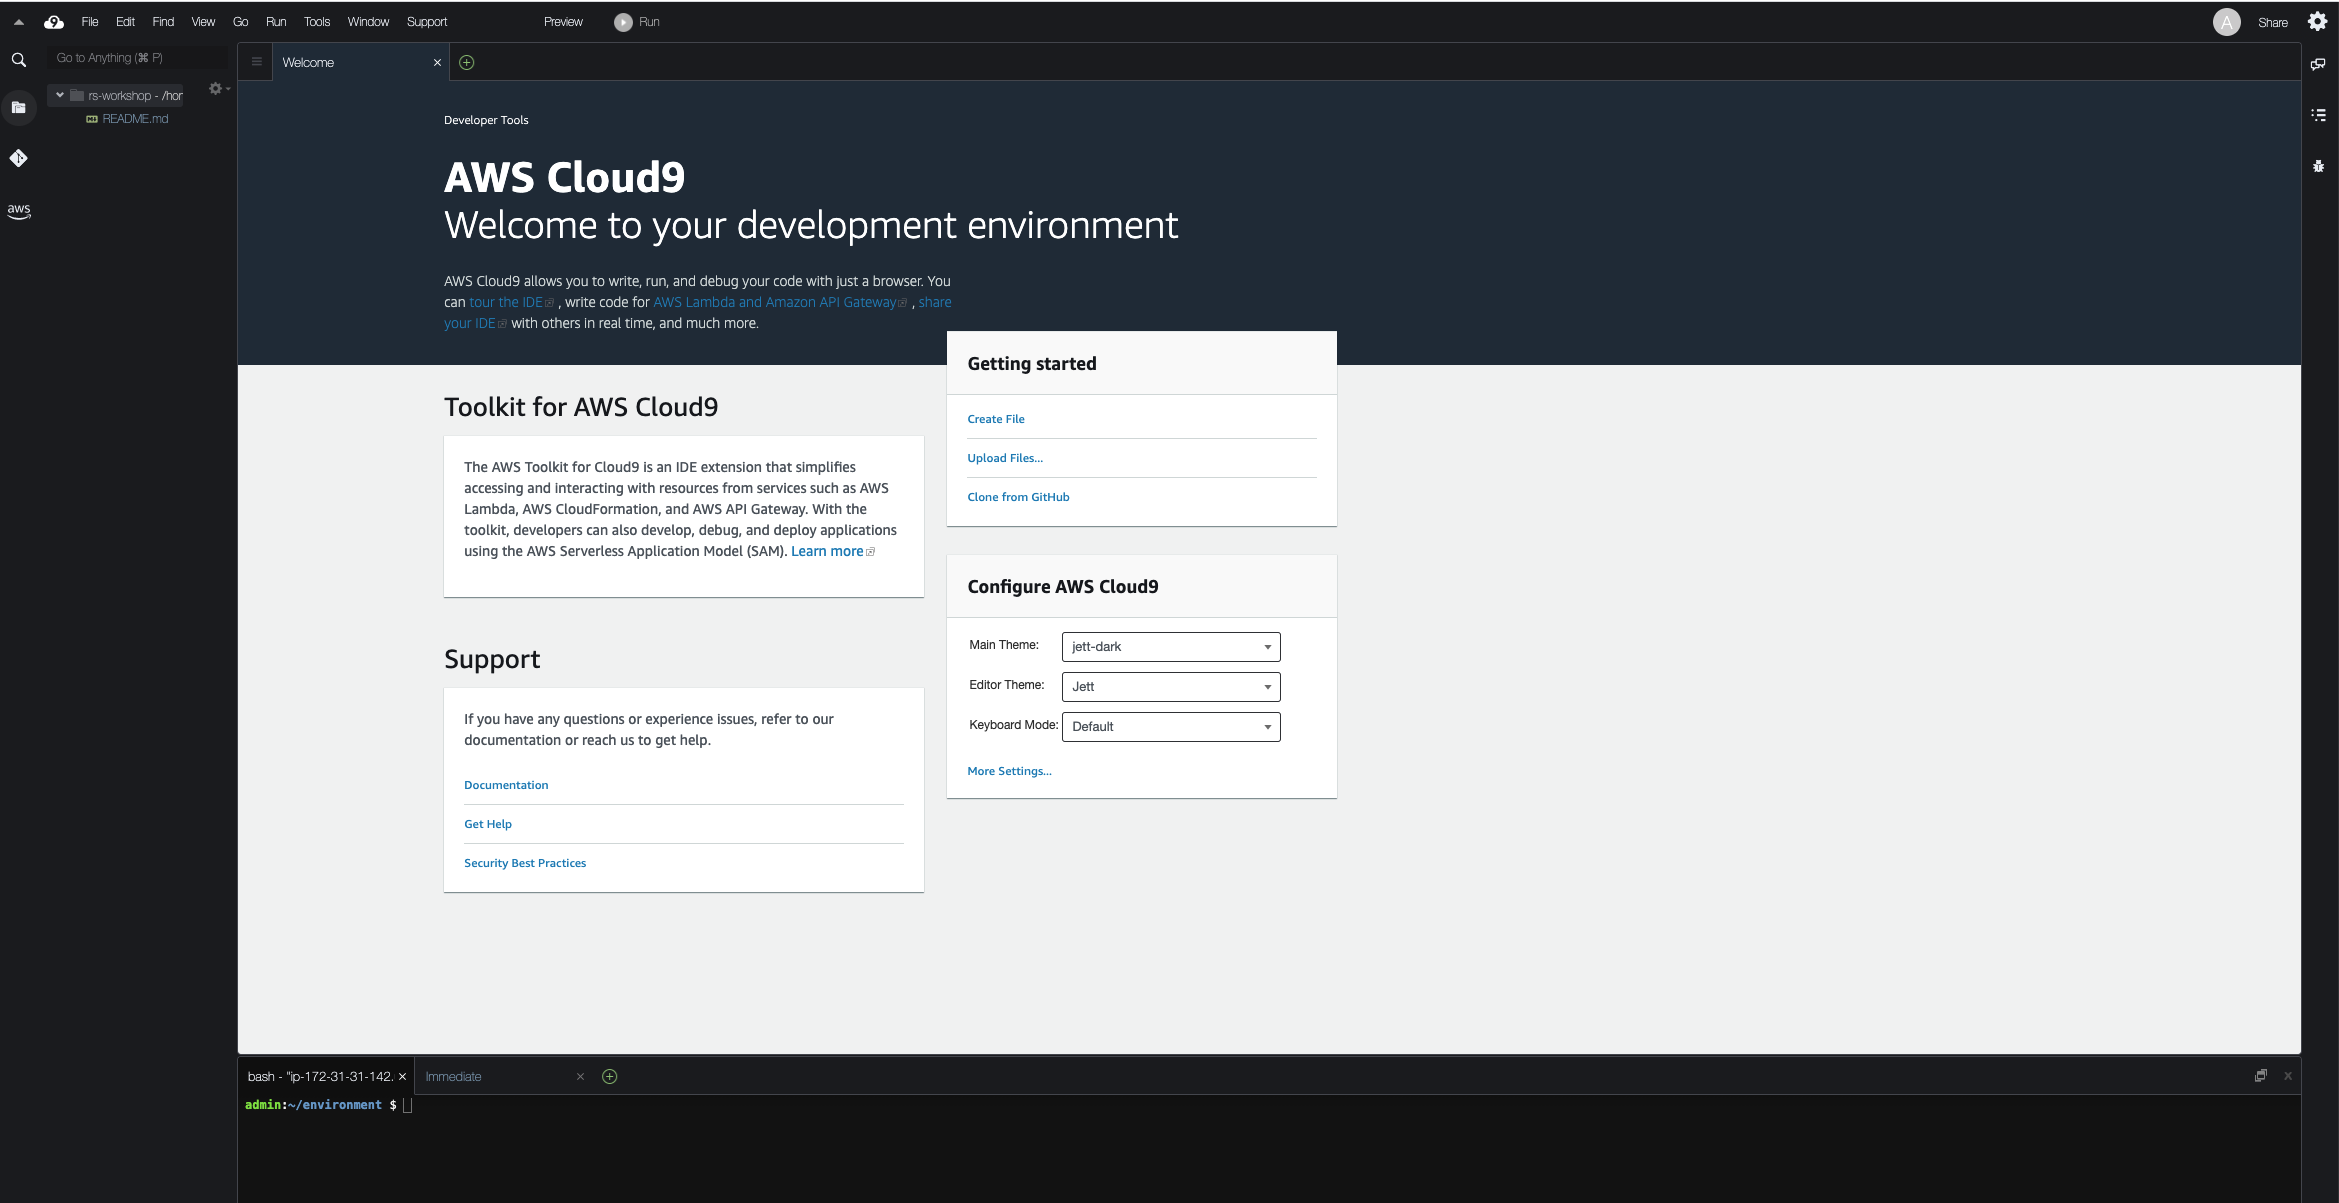 9 File Edit Find View Go Run Tools Window Support Preview Run A Share
Go to Anything (⌘ P)
Welcome
rs-workshop - /hor
README.md
aws
Developer Tools
AWS Cloud9
Welcome to your development environment
AWS Cloud9 allows you to write, run, and debug your code with just a browser. You
can tour the IDE , write code for AWS Lambda and Amazon API Gateway , share
your IDE with others in real time, and much more.
Toolkit for AWS Cloud9
The AWS Toolkit for Cloud9 is an IDE extension that simplifies
accessing and interacting with resources from services such as AWS
Lambda, AWS CloudFormation, and AWS API Gateway. With the
toolkit, developers can also develop, debug, and deploy applications
using the AWS Serverless Application Model (SAM). Learn more
Support
If you have any questions or experience issues, refer to our
documentation or reach us to get help.
Documentation
Get Help
Security Best Practices
Getting started
Create File
Upload Files...
Clone from GitHub
Configure AWS Cloud9
Main Theme: jett-dark
Editor Theme: Jett
Keyboard Mode: Default
More Settings...
bash - "ip-172-31-31-142. Immediate
admin:~/environment $